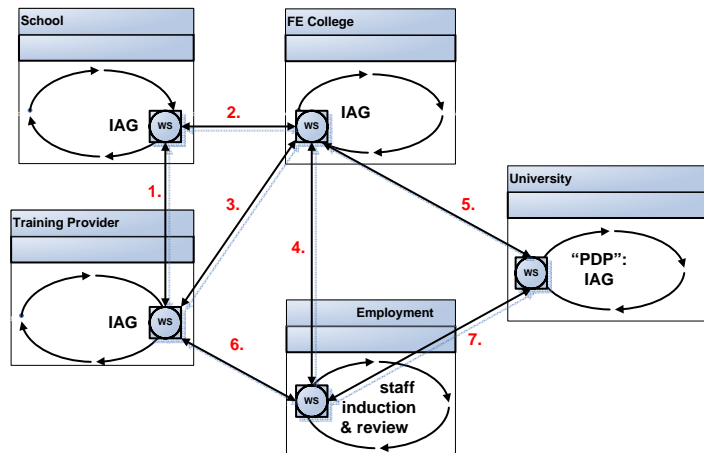 School
FE College
IAG
WS
2.
WS
IAG
1.
3.
4.
5.
University
Training Provider
WS
"PDP":
IAG
IAG
WS
Employment
6.
7.
WS
staff
induction
& review